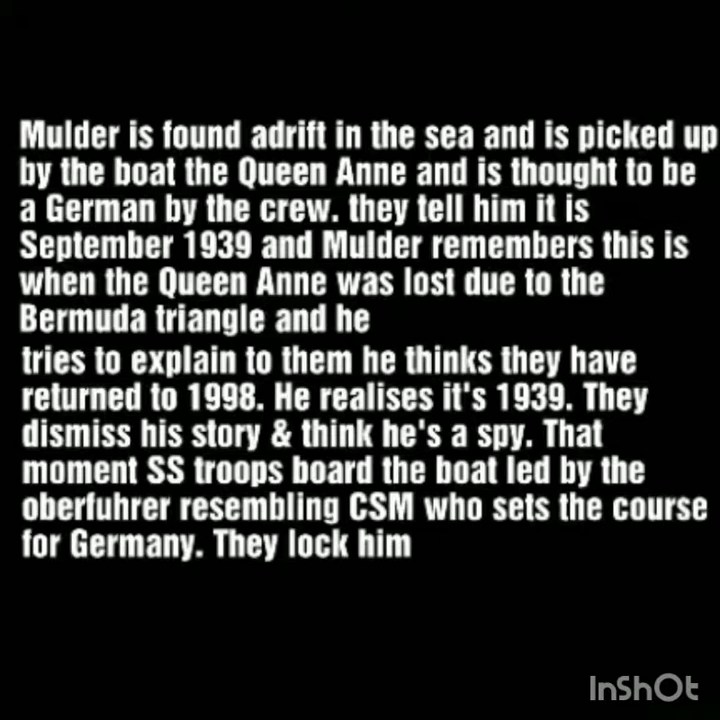 Mulder is found adrift in the sea and is picked up
by the boat the Queen Anne and is thought to be
a German by the crew. they tell him it is
September 1939 and Mulder remembers this is
when the Queen Anne was lost due to the
Bermuda triangle and he
tries to explain to them he thinks they have
returned to 1998. He realises it's 1939. They
dismiss his story & think he's a spy. That
moment SS troops board the boat led by the
oberfuhrer resembling CSM who sets the course
for Germany. They lock him
InShOt